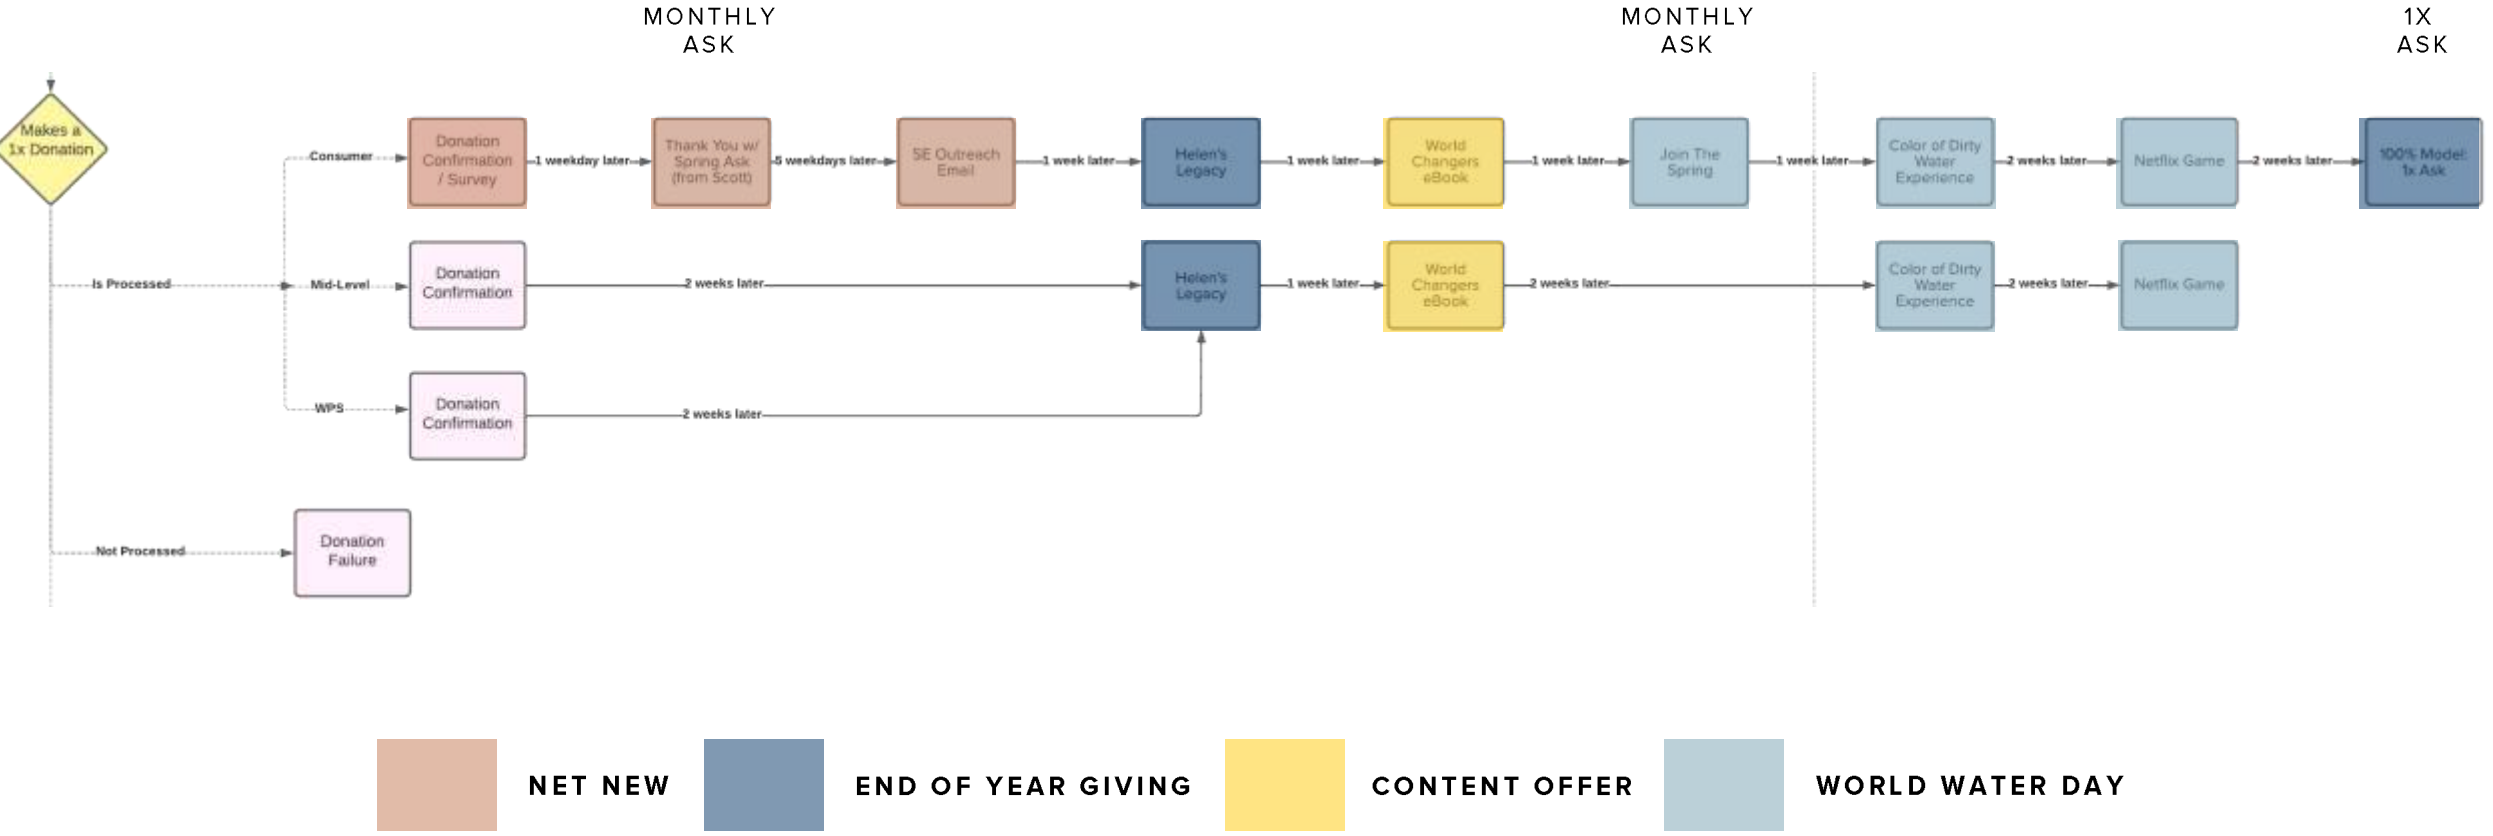 MONTHLY
ASK
MONTHLY
ASK
1X
ASK
Makes a
1x Donation
Consumer
Donation
Confirmation
/ Survey
1 weekday later
Thank You w/
Spring Ask
(from Scott)
5 weekdays later
SE Outreach
Email
1 week later
Helen's
Legacy
1 week later
World
Changers
eBook
1 week later
Join The
Spring
1 week later
Color of Dirty
Water
Experience
2 weeks later
Netflix Game
2 weeks later
100% Model:
1x Ask
Is Processed
Mid-Level
Donation
Confirmation
2 weeks later
Helen's
Legacy
1 week later
World
Changers
eBook
2 weeks later
Color of Dirty
Water
Experience
2 weeks later
Netflix Game
WPS
Donation
Confirmation
2 weeks later
Not Processed
Donation
Failure
NET NEW
END OF YEAR GIVING
CONTENT OFFER
WORLD WATER DAY